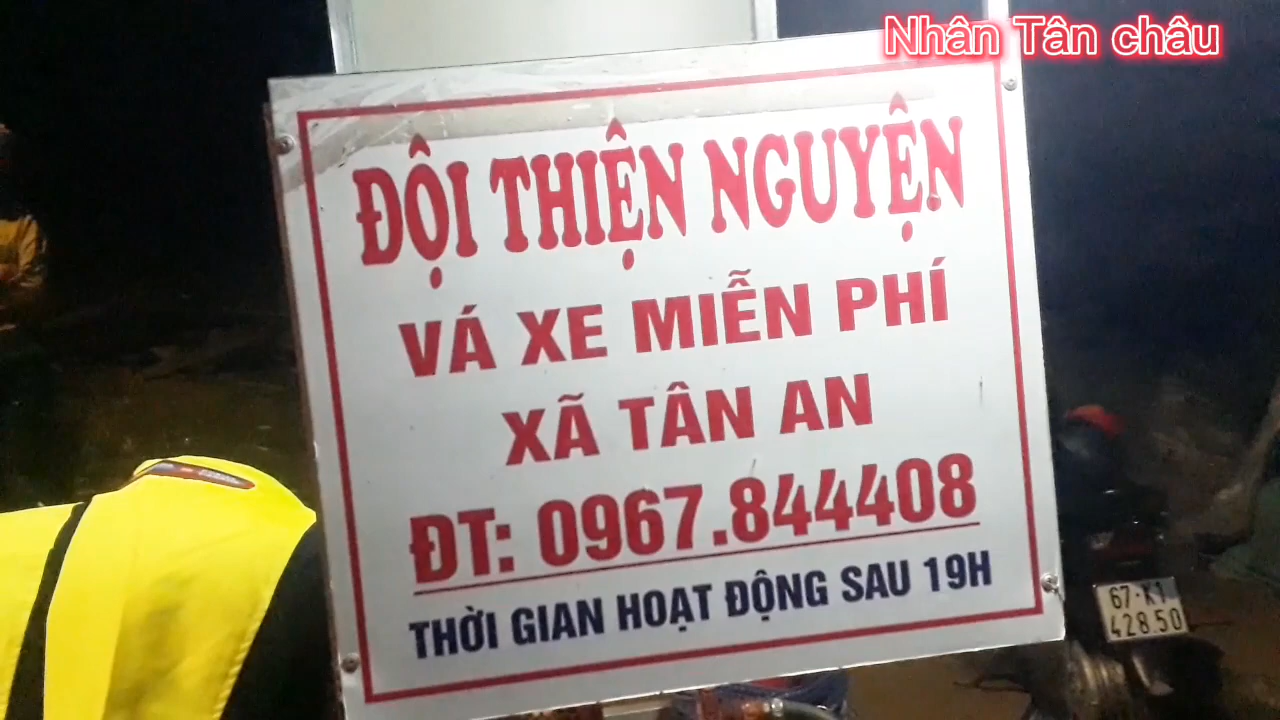 Nhân Tân châu
ĐỘI THIỆN NGUYỆN
VÁ XE MIỄN PHÍ
XÃ TÂN AN
ĐT: 0967.844408
THỜI GIAN HOẠT ĐỘNG SAU 19H
67-K1
428.50